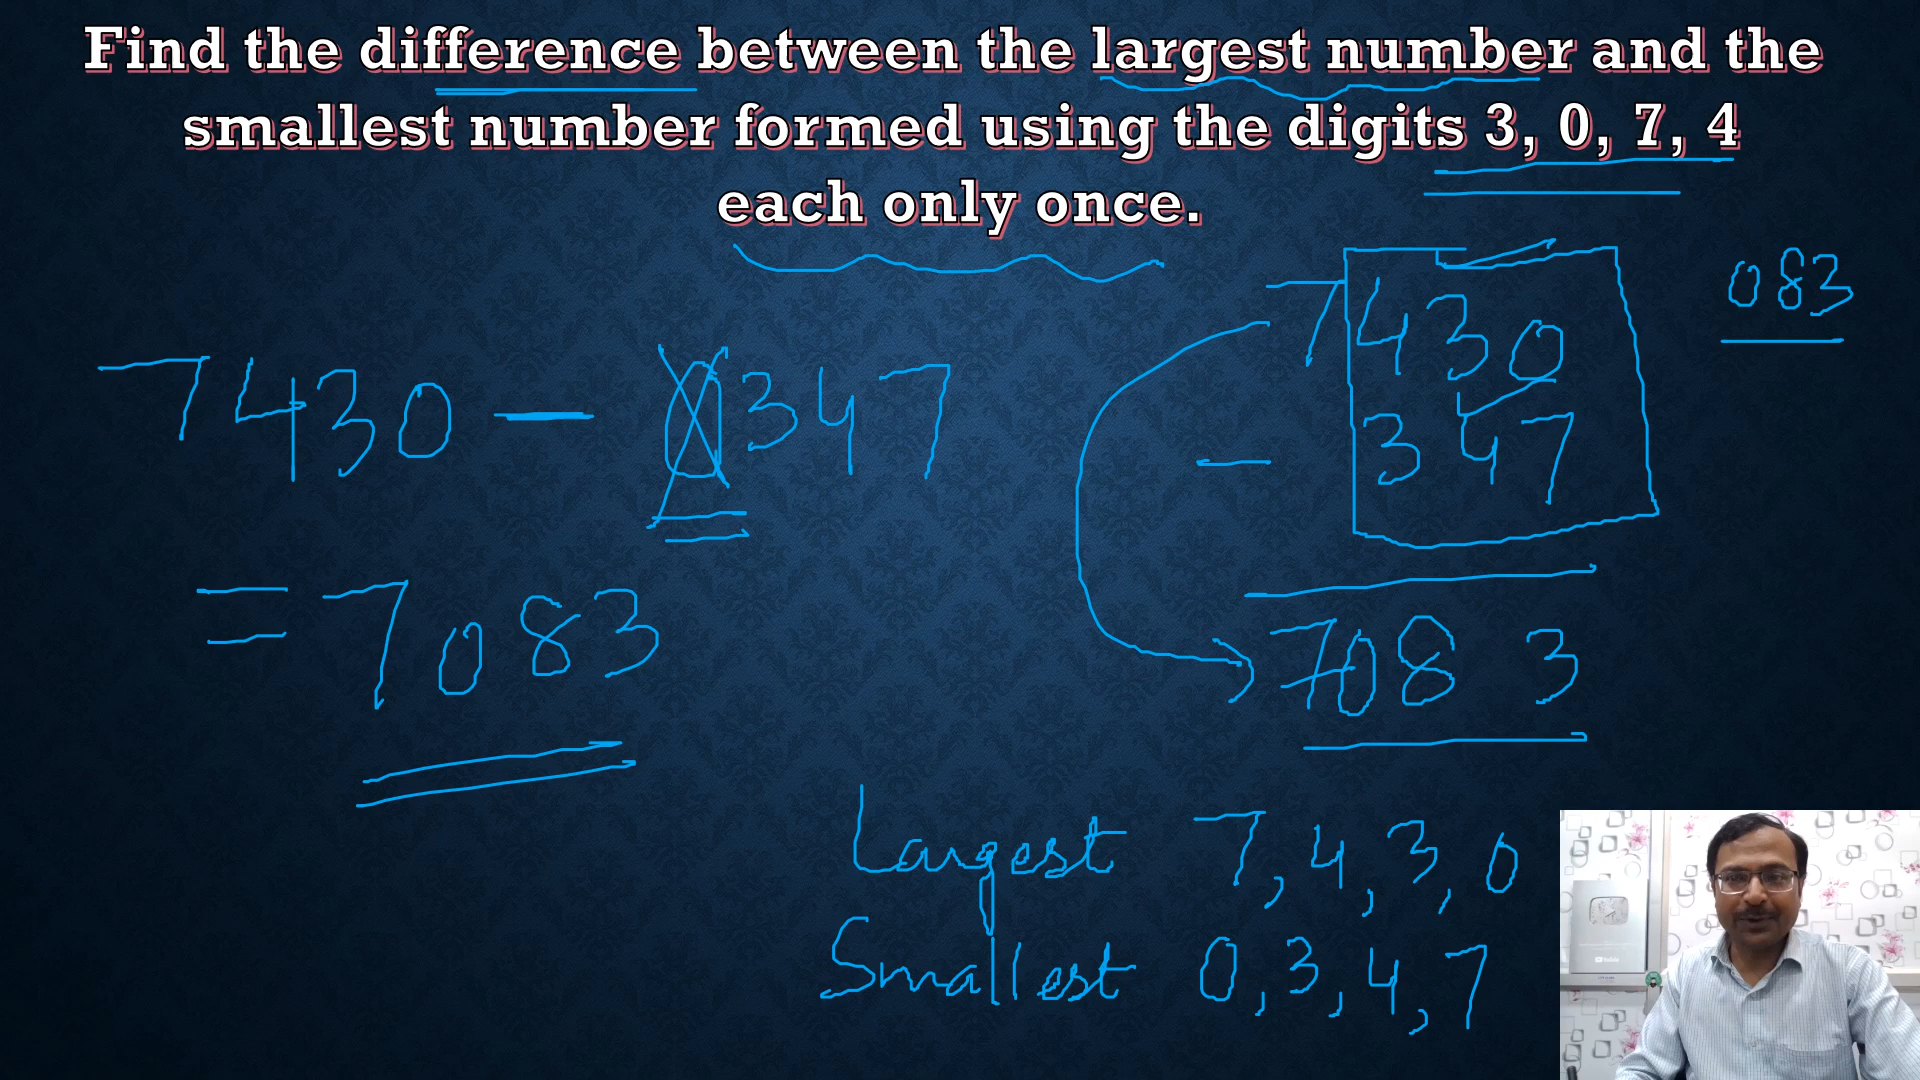 Find the difference between the largest number and the
smallest number formed using the digits 3, 0, 7, 4
each only once.
7430 - 0347
= 7083
7430
- 347
7083
083
Largest 7, 4, 3, 0
Smallest 0, 3, 4, 7
YouTube